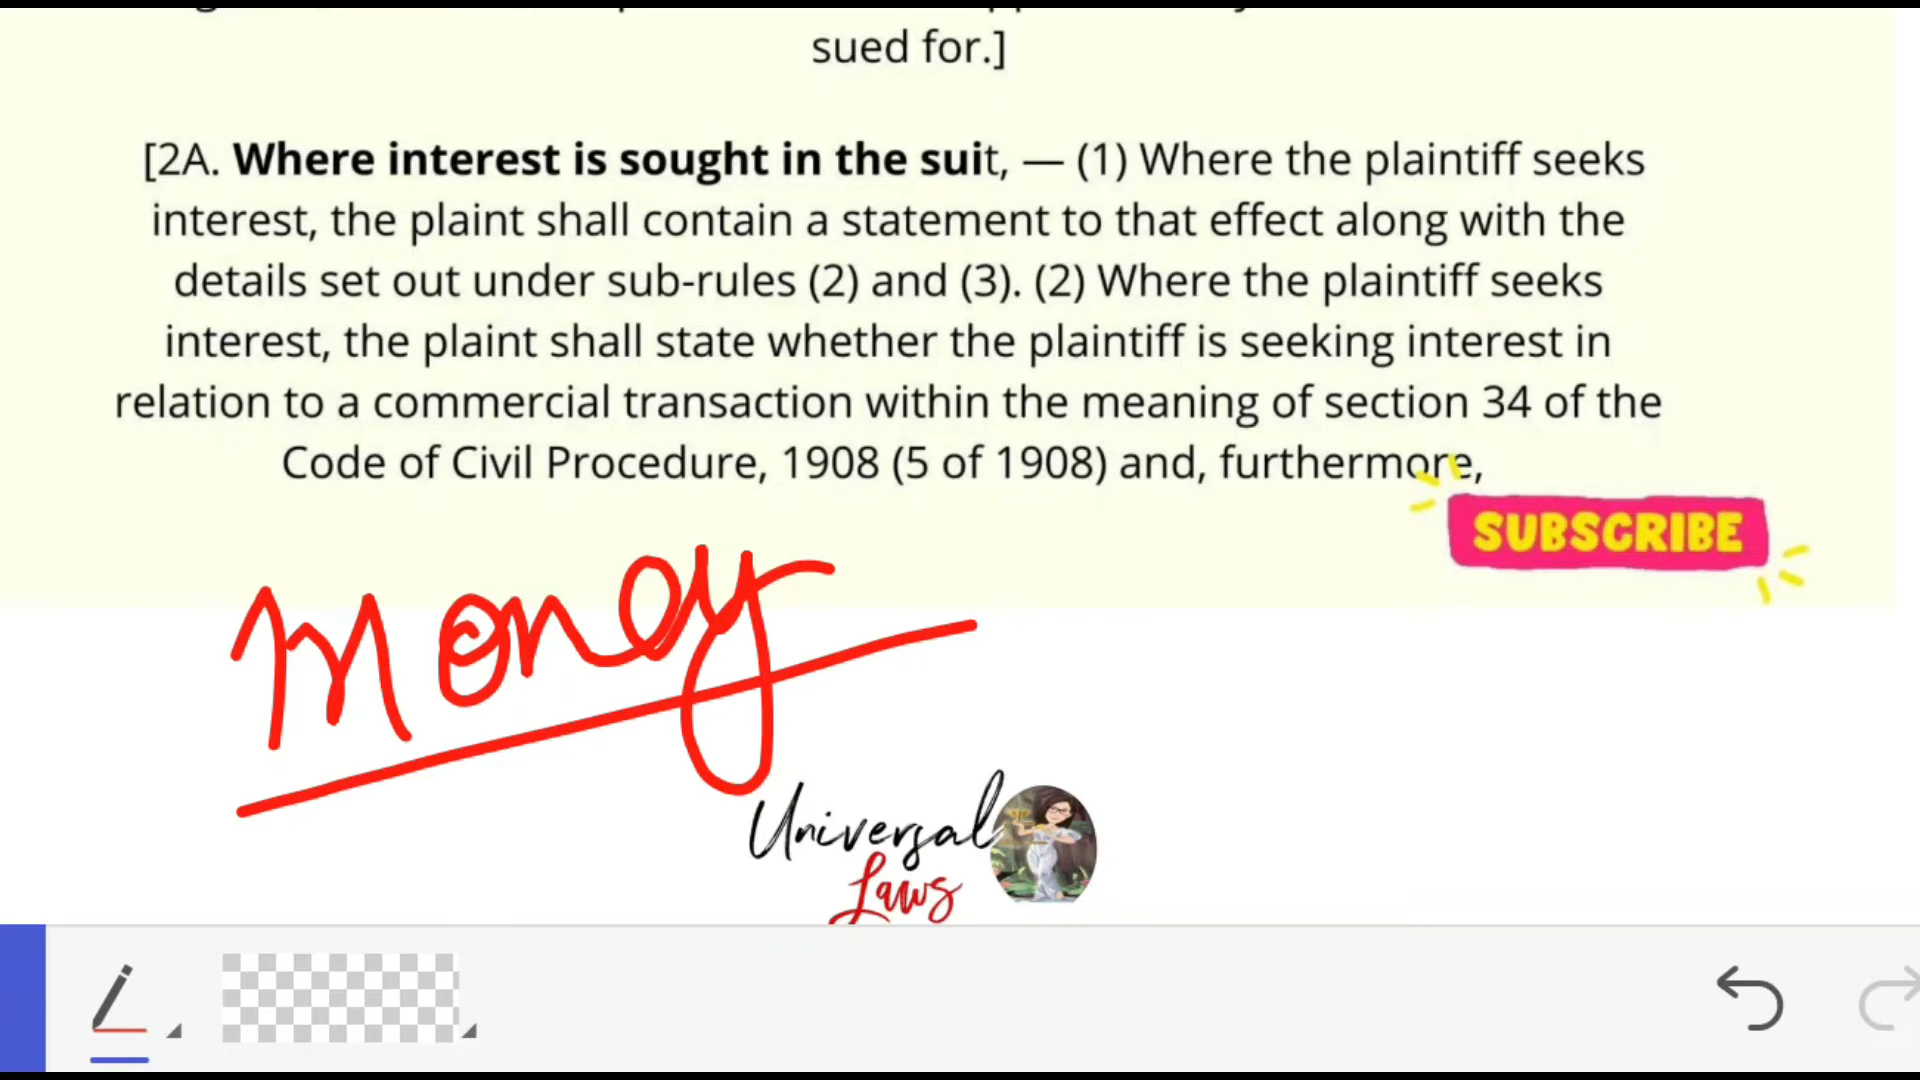 sued for.]
[2A. Where interest is sought in the suit, — (1) Where the plaintiff seeks
interest, the plaint shall contain a statement to that effect along with the
details set out under sub-rules (2) and (3). (2) Where the plaintiff seeks
interest, the plaint shall state whether the plaintiff is seeking interest in
relation to a commercial transaction within the meaning of section 34 of the
Code of Civil Procedure, 1908 (5 of 1908) and, furthermore,
SUBSCRIBE
Money
Universal
Laws